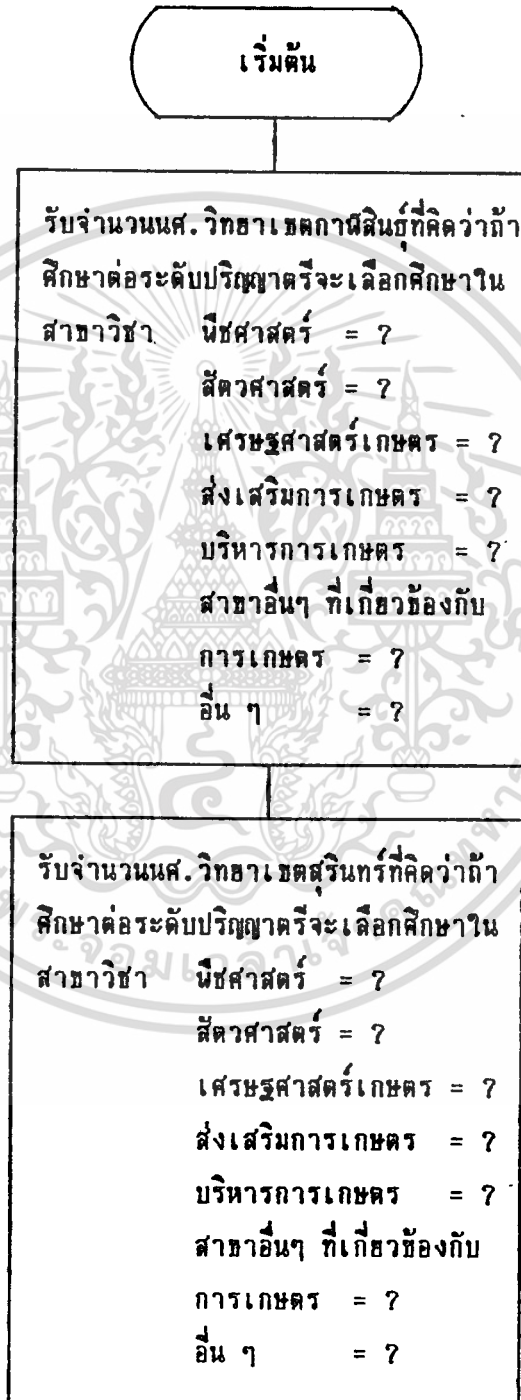 เริ่มต้น
รับจำนวนนศ.วิทยาเขตกาฬสินธุ์ที่คิดว่าถ้า
ศึกษาต่อระดับปริญญาตรีจะเลือกศึกษาใน
สาขาวิชา พืชศาสตร์ = ?
สัตวศาสตร์ = ?
เศรษฐศาสตร์เกษตร = ?
ส่งเสริมการเกษตร = ?
บริหารการเกษตร = ?
สาขาอื่นๆ ที่เกี่ยวข้องกับ
การเกษตร = ?
อื่น ๆ = ?
รับจำนวนนศ.วิทยาเขตสุรินทร์ที่คิดว่าถ้า
ศึกษาต่อระดับปริญญาตรีจะเลือกศึกษาใน
สาขาวิชา พืชศาสตร์ = ?
สัตวศาสตร์ = ?
เศรษฐศาสตร์เกษตร = ?
ส่งเสริมการเกษตร = ?
บริหารการเกษตร = ?
สาขาอื่นๆ ที่เกี่ยวข้องกับ
การเกษตร = ?
อื่น ๆ = ?